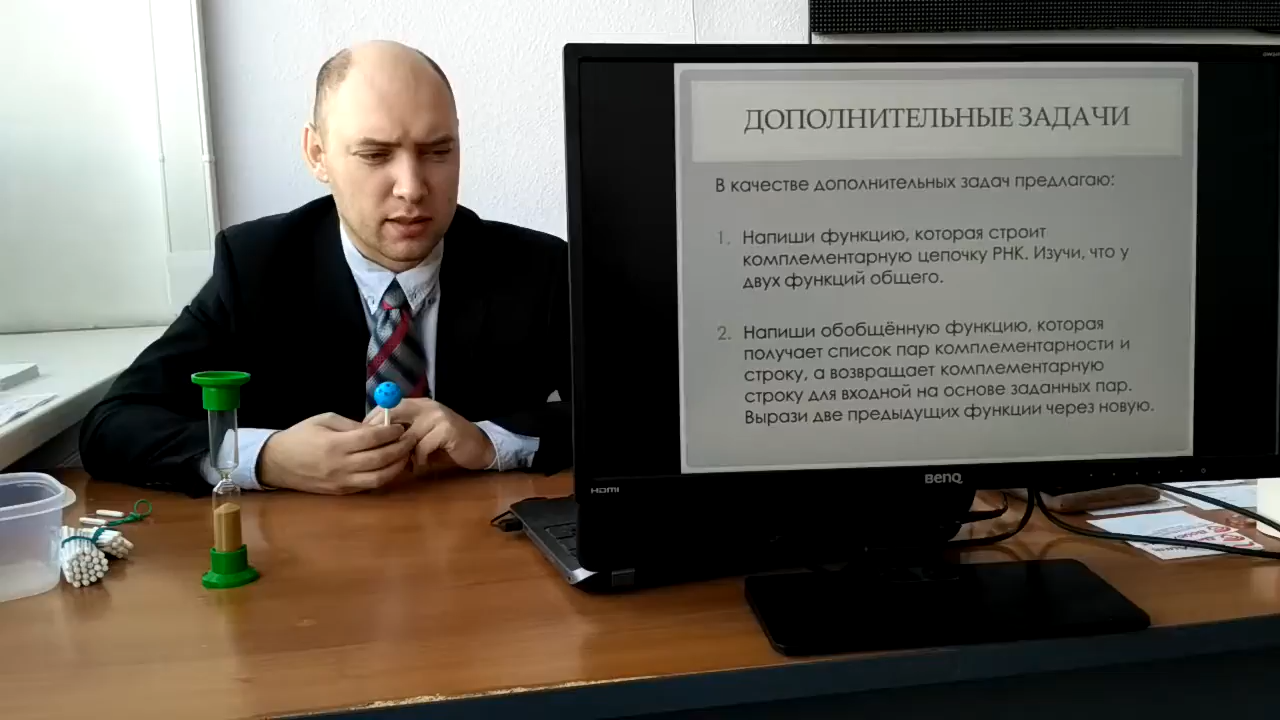 ДОПОЛНИТЕЛЬНЫЕ ЗАДАЧИ
В качестве дополнительных задач предлагаю:
1. Напиши функцию, которая строит
комплементарную цепочку РНК. Изучи, что у
двух функций общего.
2. Напиши обобщённую функцию, которая
получает список пар комплементарности и
строку, а возвращает комплементарную
строку для входной на основе заданных пар.
Вырази две предыдущих функции через новую.
HDMI
BenQ